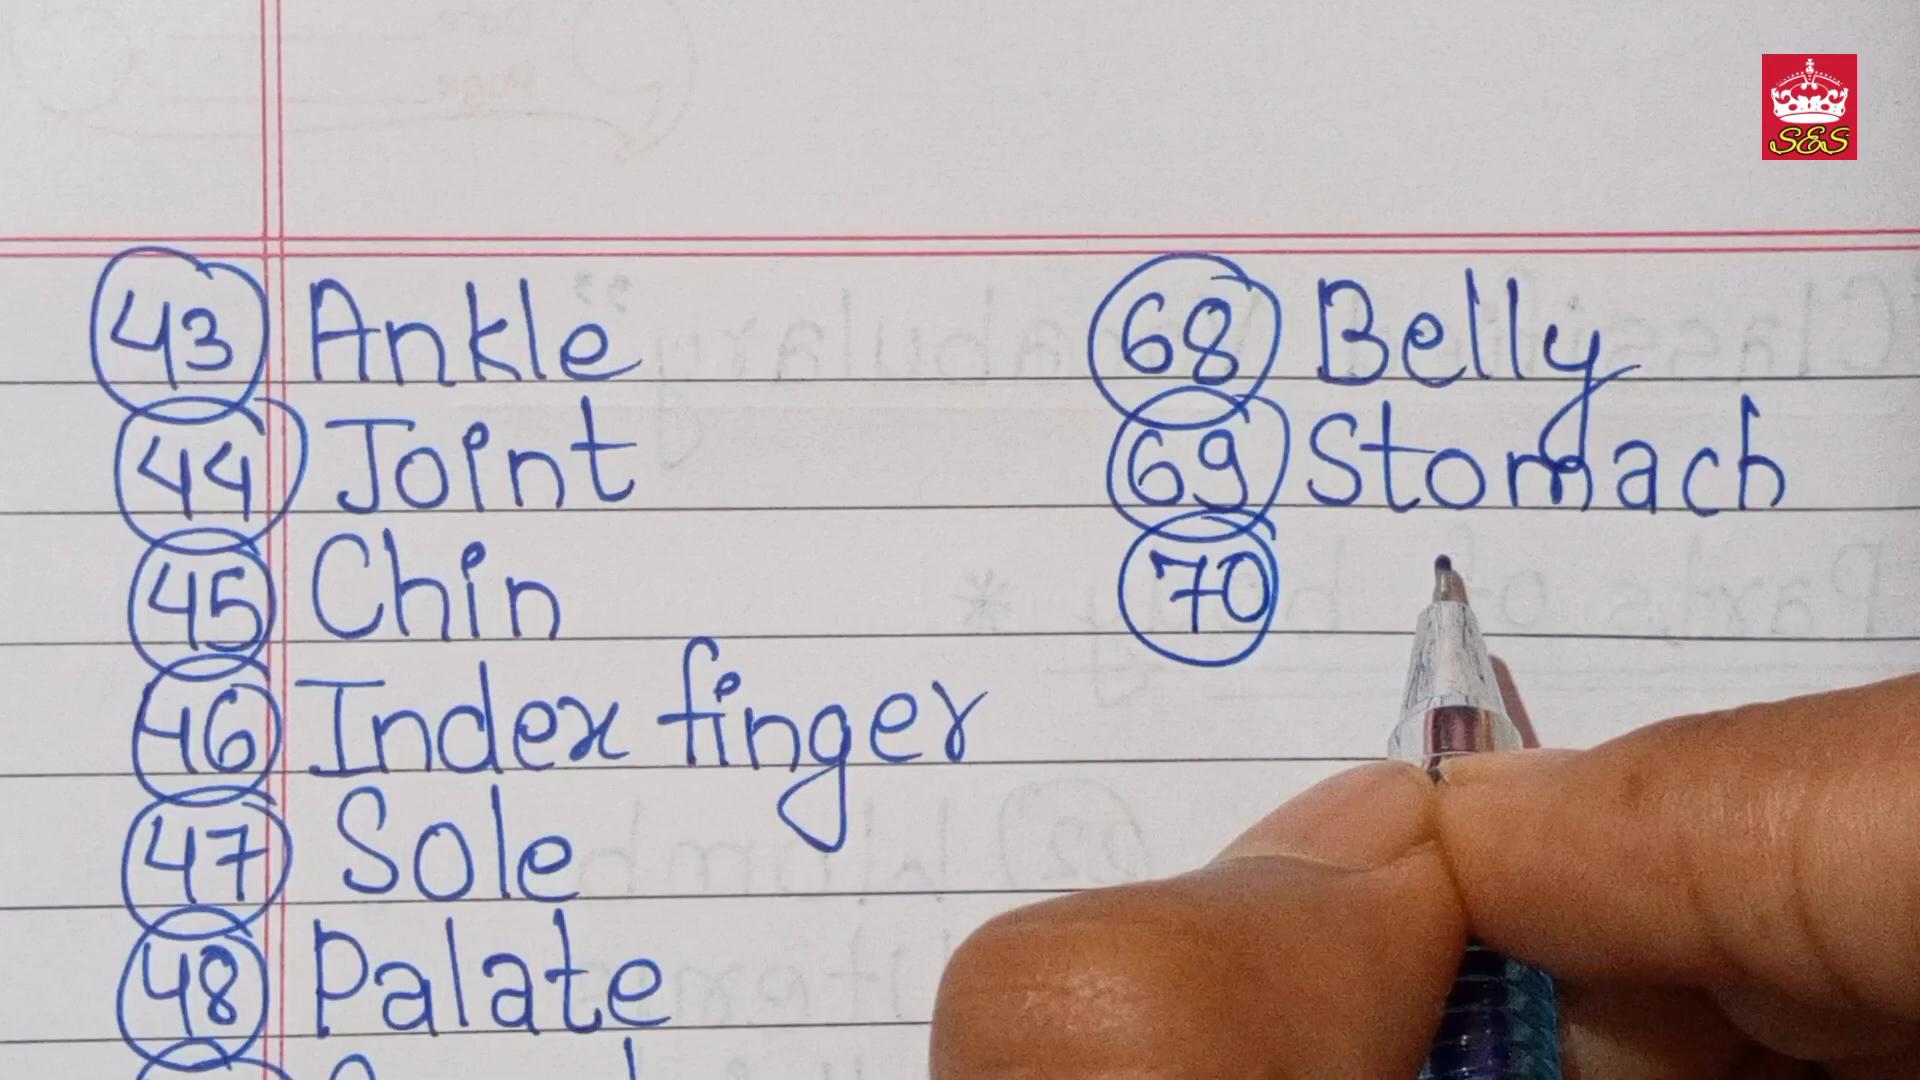 43 Ankle
44 Joint
45 Chin
46 Index finger
47 Sole
48 Palate
68 Belly
69 Stomach
70
S&S